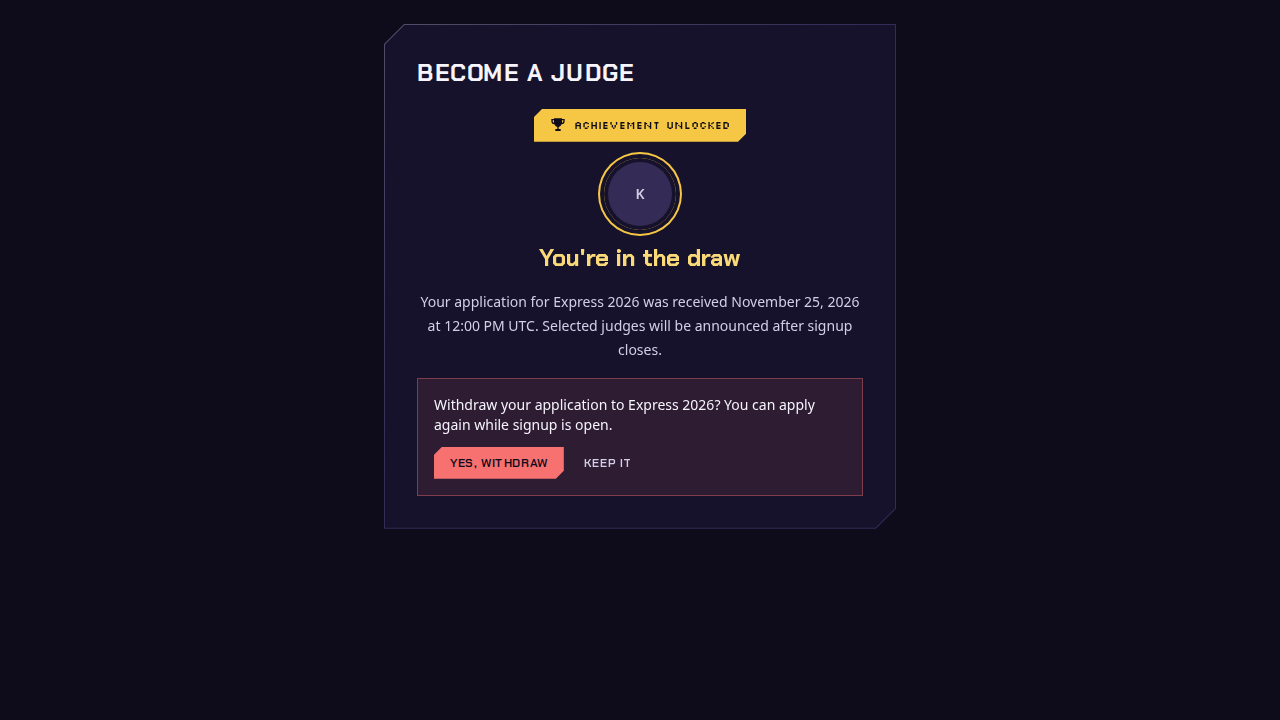 BECOME A JUDGE
ACHIEVEMENT UNLOCKED
K
You're in the draw
Your application for Express 2026 was received November 25, 2026
at 12:00 PM UTC. Selected judges will be announced after signup
closes.
Withdraw your application to Express 2026? You can apply
again while signup is open.
YES, WITHDRAW KEEP IT